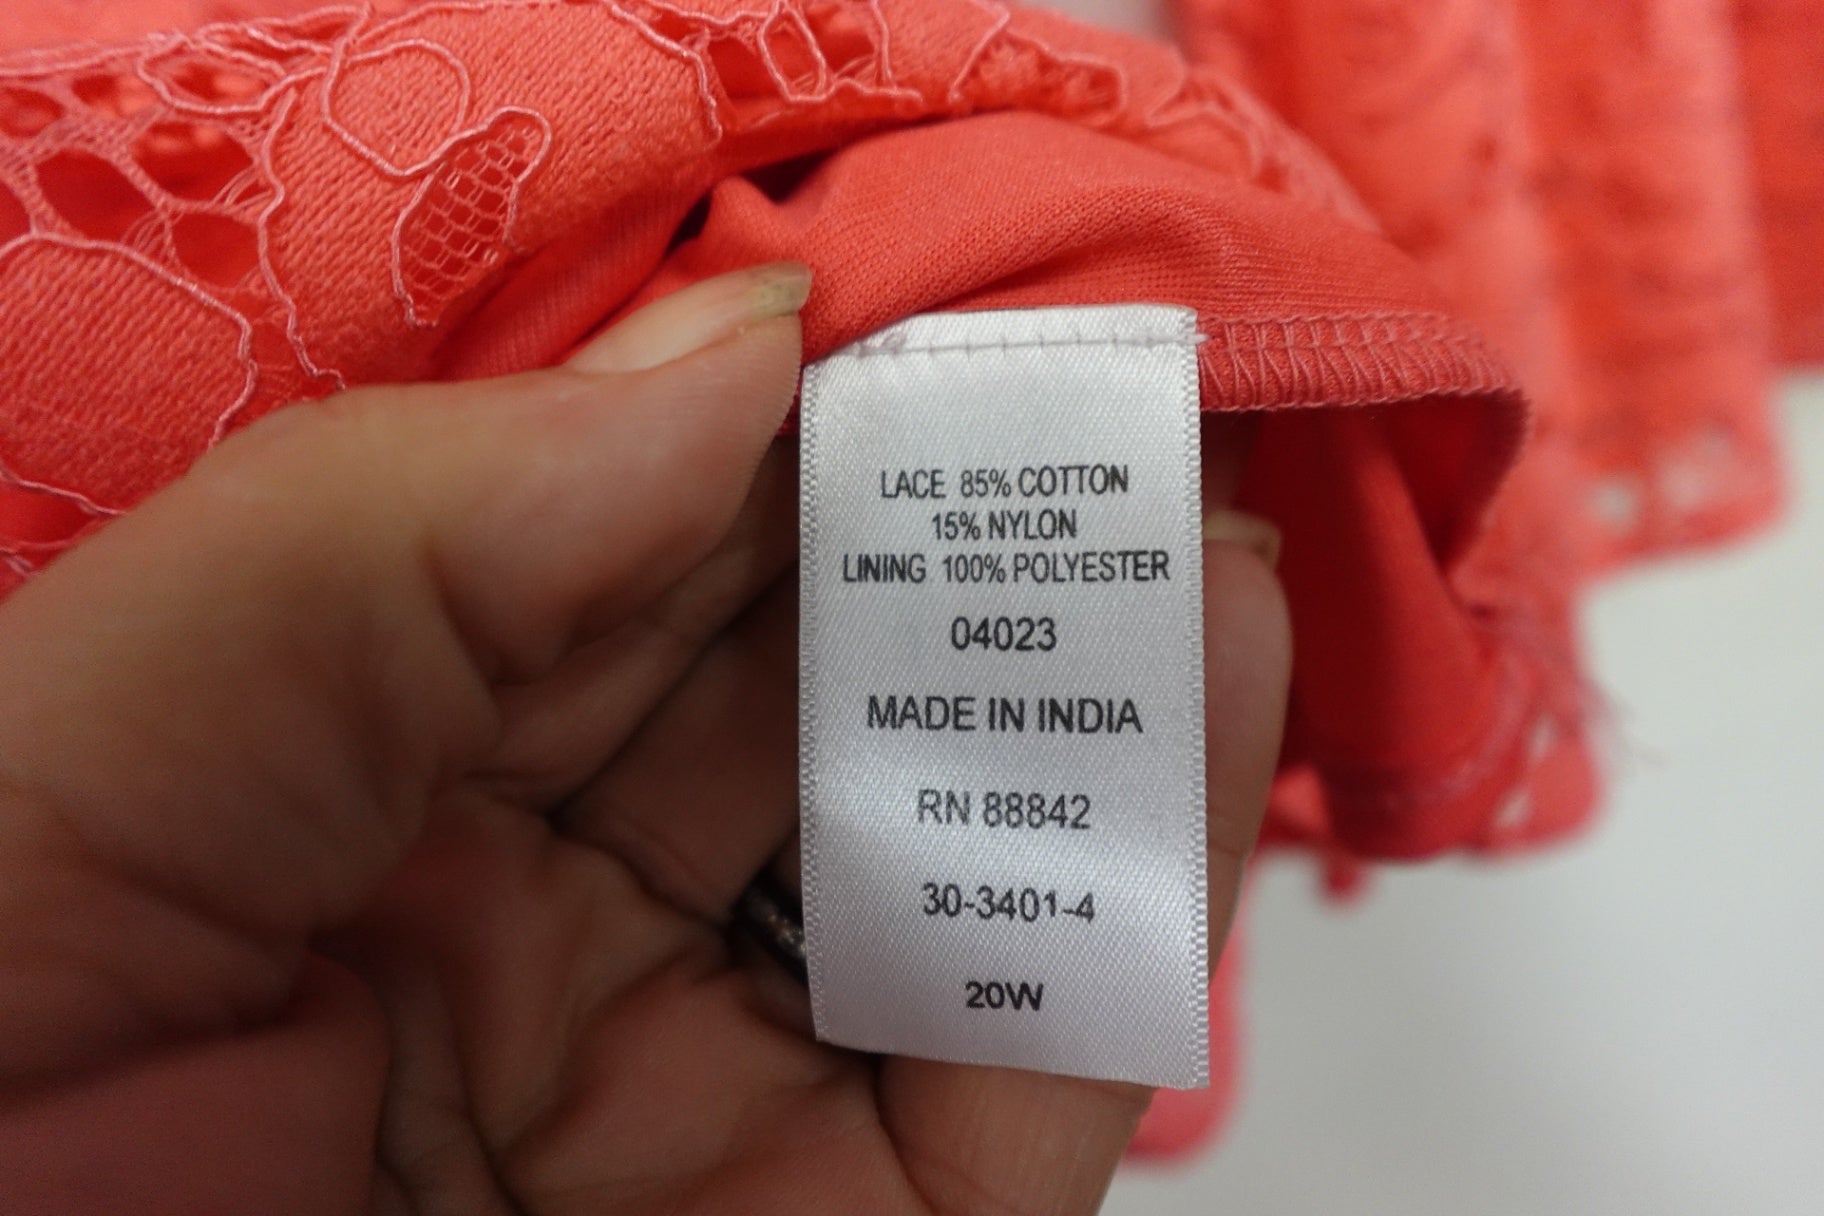 LACE 85% COTTON
15% NYLON
LINING 100% POLYESTER
04023
MADE IN INDIA
RN 88842
30-3401-4
20W